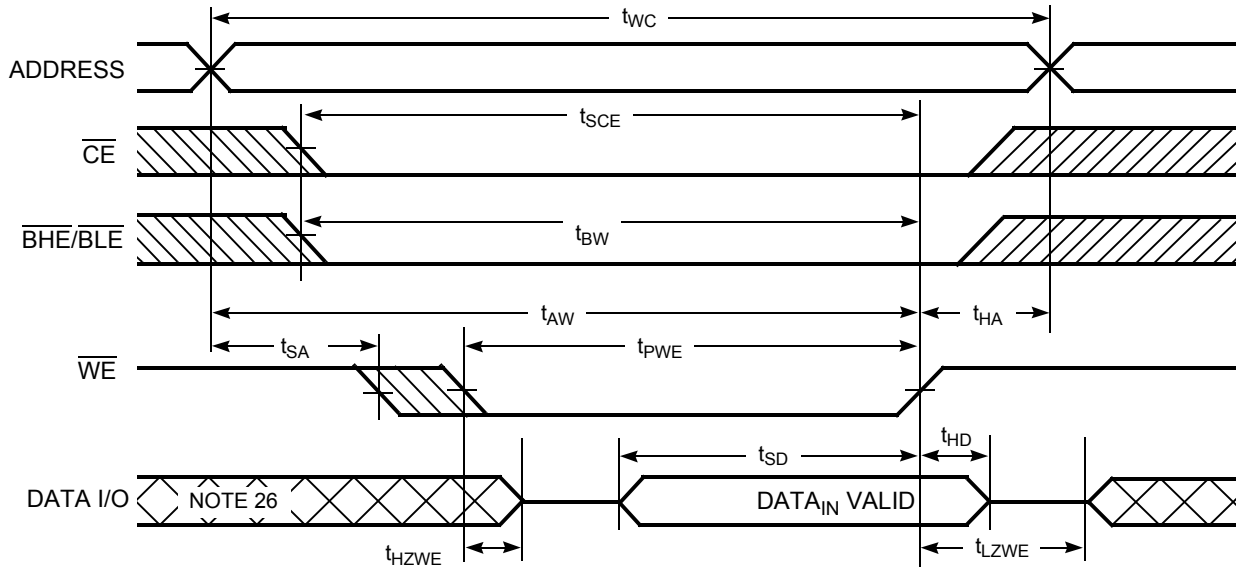 tWC
ADDRESS
tSCE
CE
tBW
BHE/BLE
tAW
tHA
tSA
tPWE
WE
tSD
tHD
DATA I/O
NOTE 26
DATAIN VALID
tHZWE
tLZWE